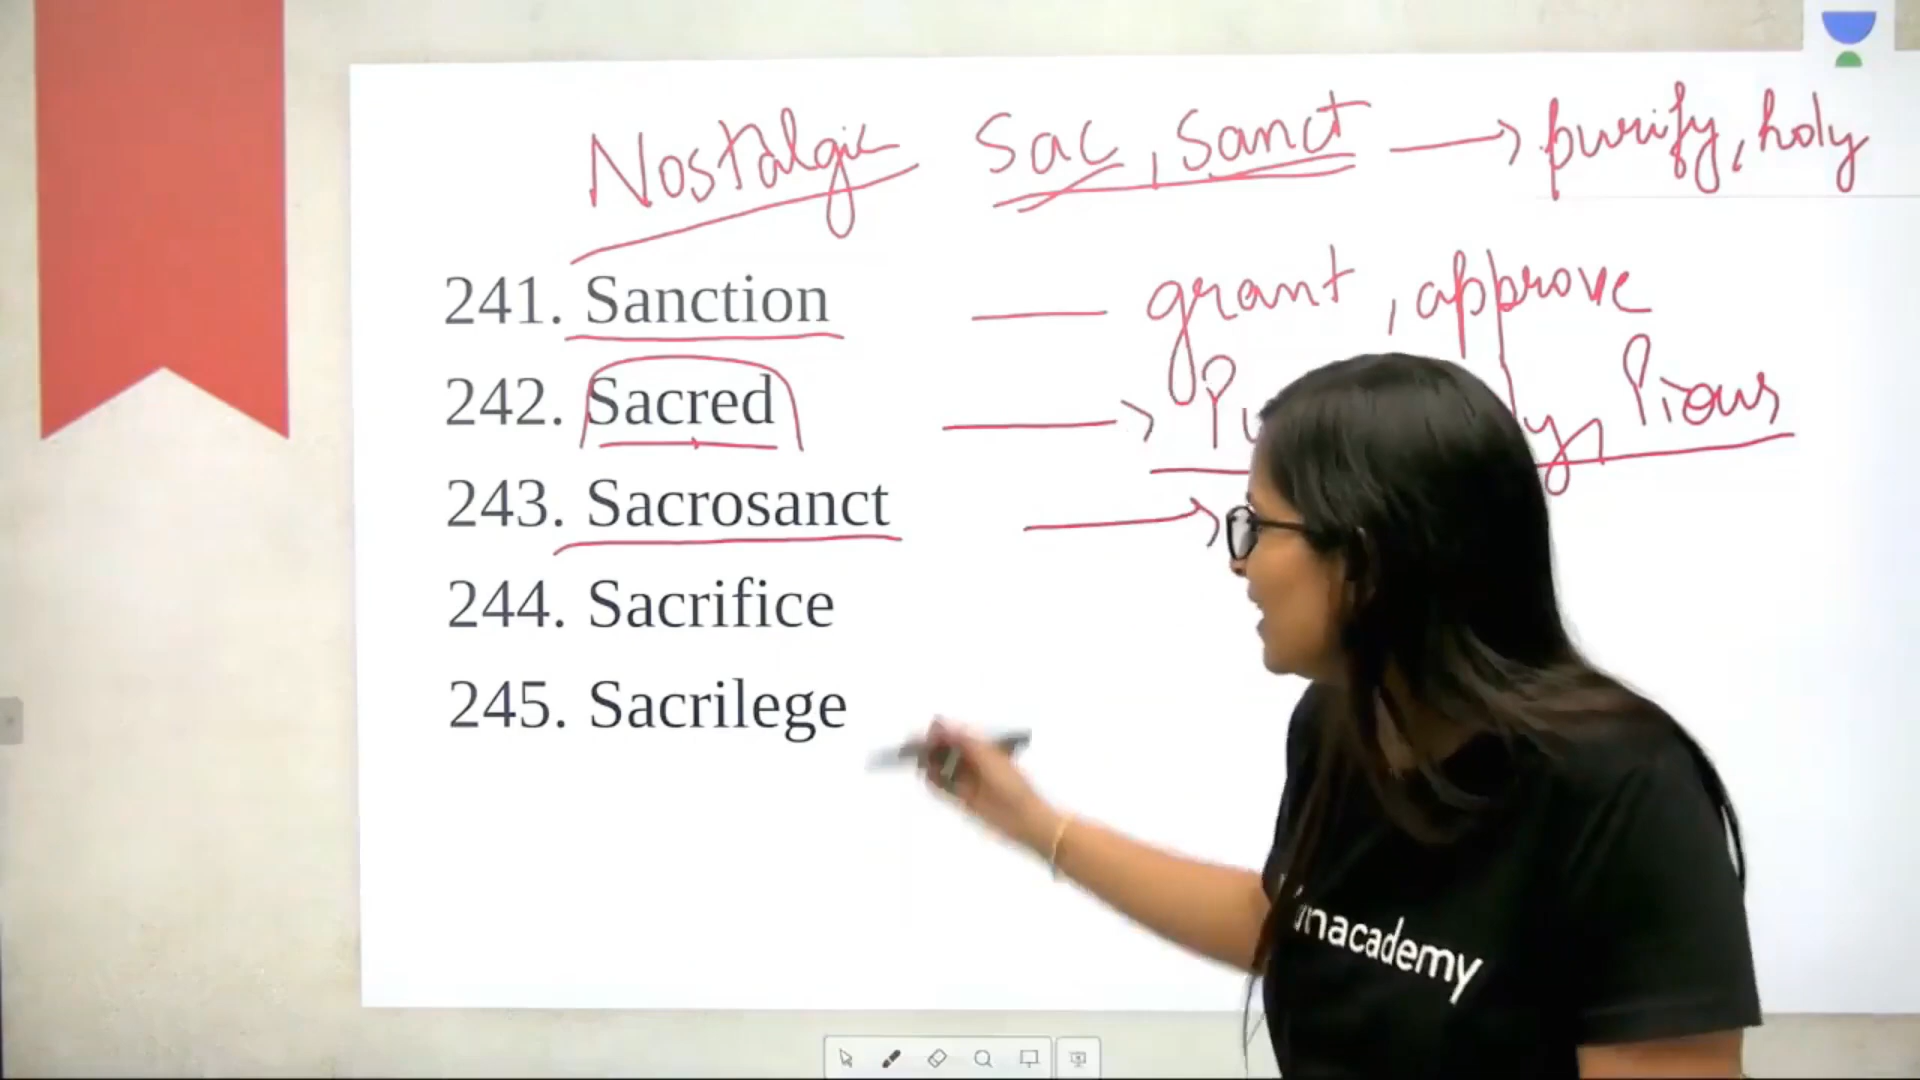 Nostalgic Sac, Sanct → purify, holy
241. Sanction — grant, approve
242. Sacred → Pious
243. Sacrosanct →
244. Sacrifice
245. Sacrilege
unacademy